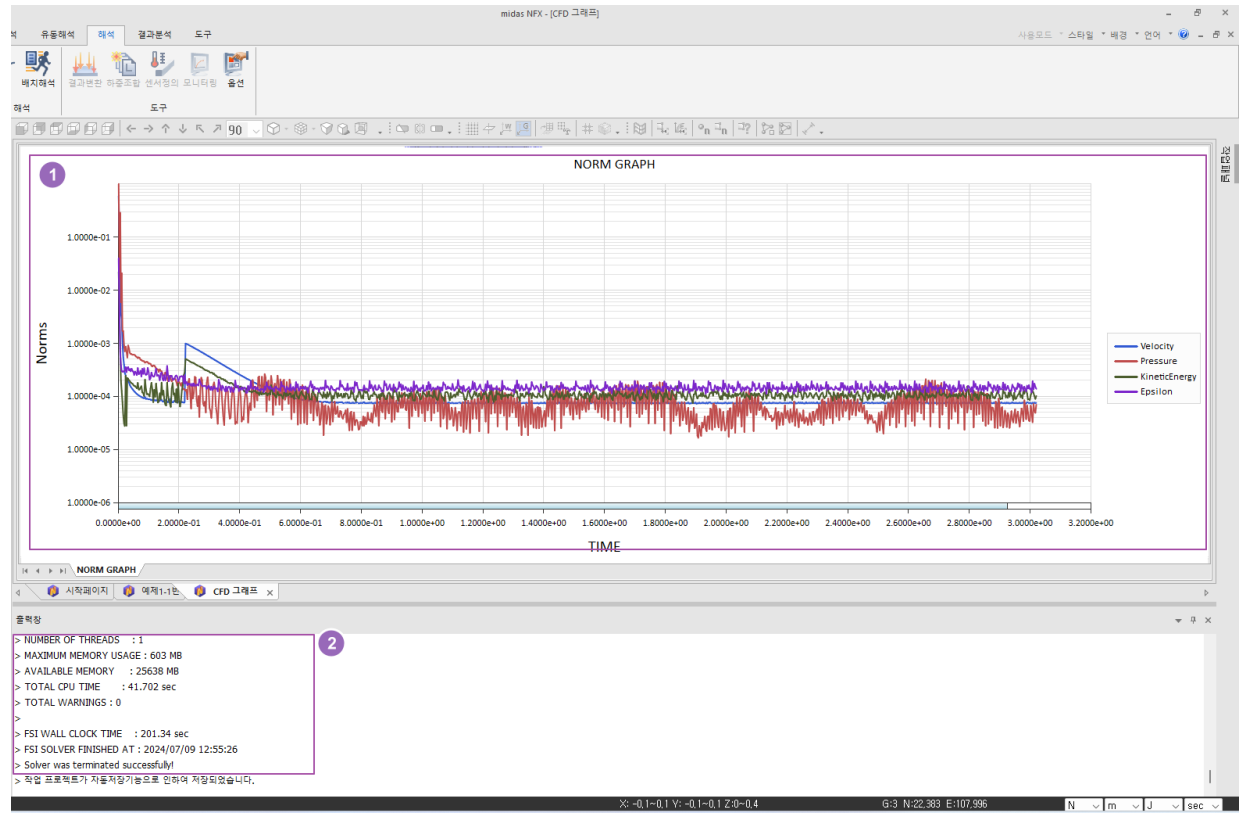 midas NFX - [CFD 그래프]
유동해석 해석 결과분석 도구
사용모드 스타일 배경 언어
배치해석 결과변환 하중조합 센서정의 모니터링 옵션
해석 도구
90
작업패널
1
NORM GRAPH
1.0000e-01
1.0000e-02
1.0000e-03
1.0000e-04
1.0000e-05
1.0000e-06
Norms
Velocity
Pressure
KineticEnergy
Epsilon
0.0000e+00 2.0000e-01 4.0000e-01 6.0000e-01 8.0000e-01 1.0000e+00 1.2000e+00 1.4000e+00 1.6000e+00 1.8000e+00 2.0000e+00 2.2000e+00 2.4000e+00 2.6000e+00 2.8000e+00 3.0000e+00 3.2000e+00
TIME
NORM GRAPH
시작페이지 예제1-1번 CFD 그래프 x
출력창
2
> NUMBER OF THREADS : 1
> MAXIMUM MEMORY USAGE : 603 MB
> AVAILABLE MEMORY : 25638 MB
> TOTAL CPU TIME : 41.702 sec
> TOTAL WARNINGS : 0
>
> FSI WALL CLOCK TIME : 201.34 sec
> FSI SOLVER FINISHED AT : 2024/07/09 12:55:26
> Solver was terminated successfully!
> 작업 프로젝트가 자동저장기능으로 인하여 저장되었습니다.
X: -0,1~0,1 Y: -0,1~0,1 Z:0~0,4 G:3 N:22,383 E:107,996 N m J sec